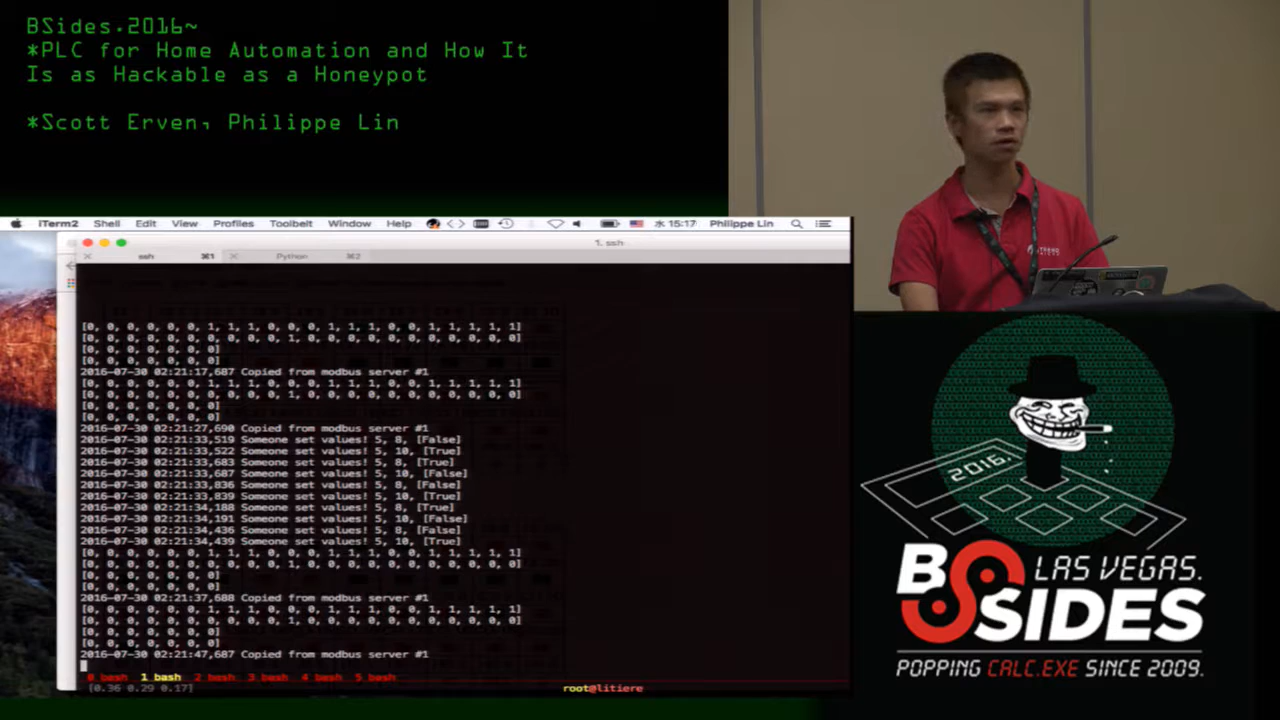 BSides.2016~
*PLC for Home Automation and How It
Is as Hackable as a Honeypot
*Scott Erven, Philippe Lin
iTerm2 Shell Edit View Profiles Toolbelt Window Help 水 15:17 Philippe Lin
1. ssh
ssh ⌘1 Python ⌘2
[0, 0, 0, 0, 0, 0, 1, 1, 1, 0, 0, 0, 1, 1, 1, 0, 0, 1, 1, 1, 1, 1]
[0, 0, 0, 0, 0, 0, 0, 0, 0, 0, 1, 0, 0, 0, 0, 0, 0, 0, 0, 0, 0, 0]
[0, 0, 0, 0, 0, 0, 0]
[0, 0, 0, 0, 0, 0, 0]
2016-07-30 02:21:17,687 Copied from modbus server #1
[0, 0, 0, 0, 0, 0, 1, 1, 1, 0, 0, 0, 1, 1, 1, 0, 0, 1, 1, 1, 1, 1]
[0, 0, 0, 0, 0, 0, 0, 0, 0, 0, 1, 0, 0, 0, 0, 0, 0, 0, 0, 0, 0, 0]
[0, 0, 0, 0, 0, 0, 0]
[0, 0, 0, 0, 0, 0, 0]
2016-07-30 02:21:27,690 Copied from modbus server #1
2016-07-30 02:21:33,519 Someone set values! 5, 8, [False]
2016-07-30 02:21:33,522 Someone set values! 5, 10, [True]
2016-07-30 02:21:33,683 Someone set values! 5, 8, [True]
2016-07-30 02:21:33,687 Someone set values! 5, 10, [False]
2016-07-30 02:21:33,836 Someone set values! 5, 8, [False]
2016-07-30 02:21:33,839 Someone set values! 5, 10, [True]
2016-07-30 02:21:34,188 Someone set values! 5, 8, [True]
2016-07-30 02:21:34,191 Someone set values! 5, 10, [False]
2016-07-30 02:21:34,436 Someone set values! 5, 8, [False]
2016-07-30 02:21:34,439 Someone set values! 5, 10, [True]
[0, 0, 0, 0, 0, 0, 1, 1, 1, 0, 0, 0, 1, 1, 1, 0, 0, 1, 1, 1, 1, 1]
[0, 0, 0, 0, 0, 0, 0, 0, 0, 0, 1, 0, 0, 0, 0, 0, 0, 0, 0, 0, 0, 0]
[0, 0, 0, 0, 0, 0, 0]
[0, 0, 0, 0, 0, 0, 0]
2016-07-30 02:21:37,688 Copied from modbus server #1
[0, 0, 0, 0, 0, 0, 1, 1, 1, 0, 0, 0, 1, 1, 1, 0, 0, 1, 1, 1, 1, 1]
[0, 0, 0, 0, 0, 0, 0, 0, 0, 0, 1, 0, 0, 0, 0, 0, 0, 0, 0, 0, 0, 0]
[0, 0, 0, 0, 0, 0, 0]
[0, 0, 0, 0, 0, 0, 0]
2016-07-30 02:21:47,687 Copied from modbus server #1
0 bash 1 bash 2 bash 3 bash 4 bash 5 bash
[0.36 0.29 0.17] root@litiere
2016.
BSIDES LAS VEGAS.
POPPING CALC.EXE SINCE 2009.